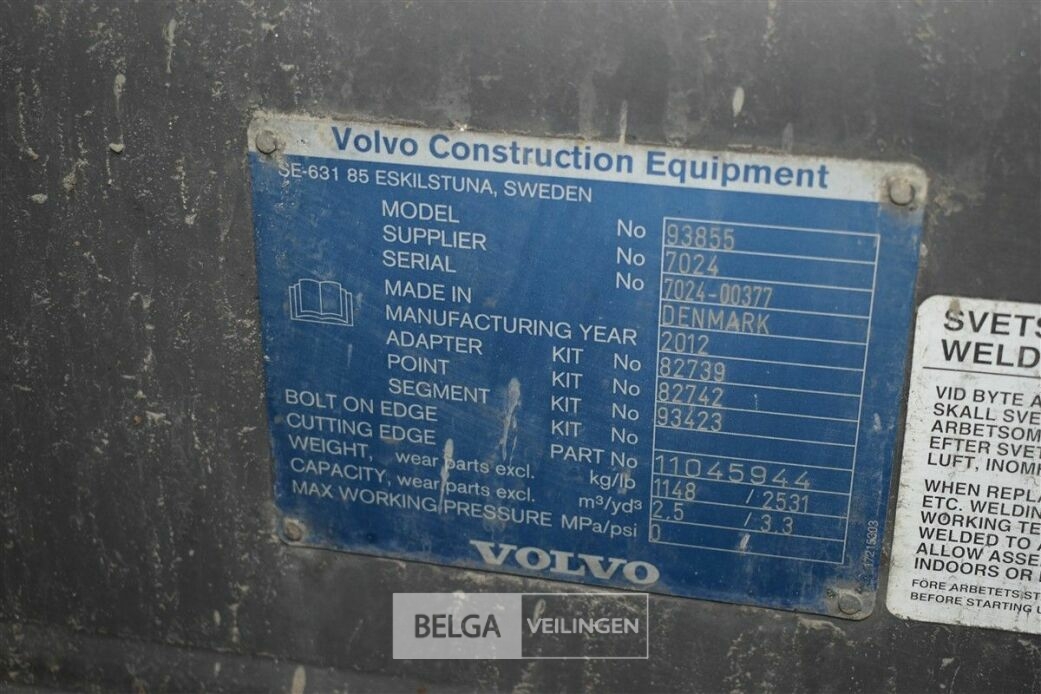 Volvo Construction Equipment
SE-631 85 ESKILSTUNA, SWEDEN
MODEL No 93855
SUPPLIER No 7024
SERIAL No 7024-00377
MADE IN DENMARK
MANUFACTURING YEAR 2012
ADAPTER KIT No 82739
POINT KIT No 82742
SEGMENT KIT No 93423
BOLT ON EDGE KIT No
CUTTING EDGE PART No 11045944
WEIGHT, wear parts excl. kg/lb 1148 / 2531
CAPACITY, wear parts excl. m³/yd³ 2,5 / 3.3
MAX WORKING PRESSURE MPa/psi 0
VOLVO
17215303
SVETS
WELD
VID BYTE A
SKALL SVE
ARBETSOM
EFTER SVET
LUFT, INOMH
WHEN REPLA
ETC. WELDIN
WORKING TE
WELDED TO A
ALLOW ASSE
INDOORS OR
FÖRE ARBETETS ST
BEFORE STARTING
BELGA VEILINGEN